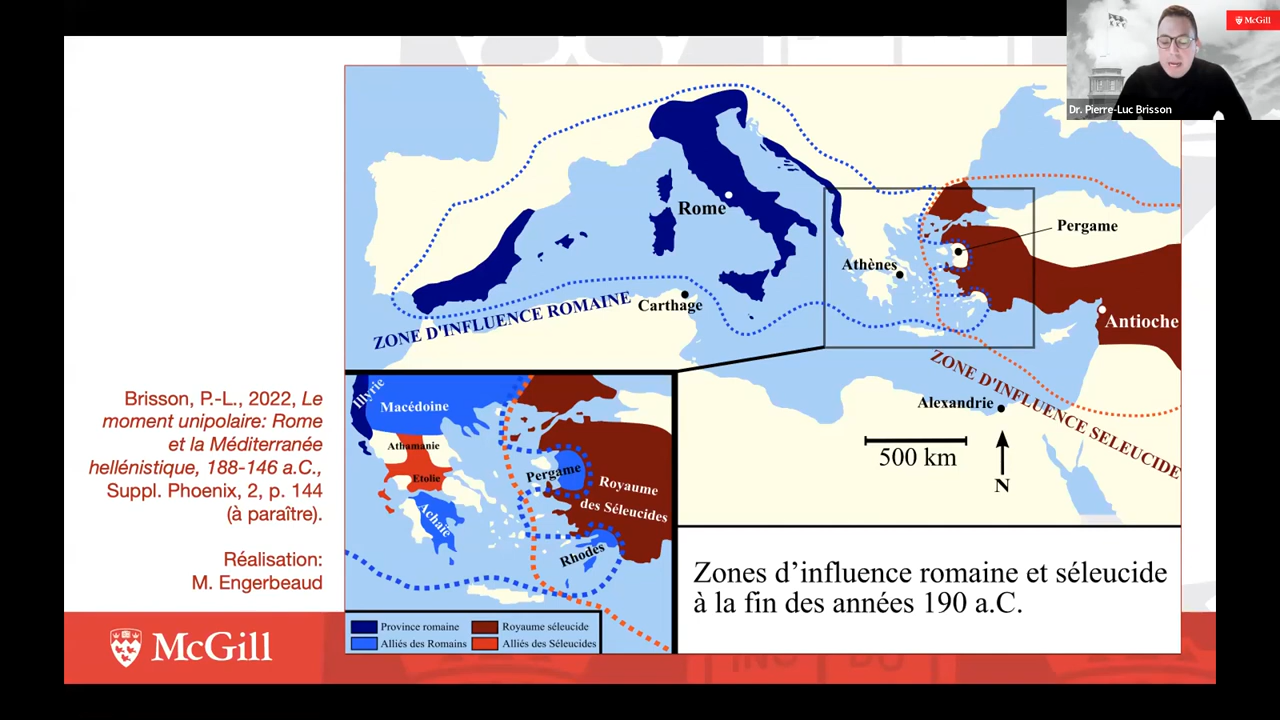 McGill
Dr. Pierre-Luc Brisson
Rome
Pergame
Athènes
Carthage
ZONE D'INFLUENCE ROMAINE
Antioche
ZONE D'INFLUENCE SELEUCIDE
Alexandrie
500 km
N
Brisson, P.-L., 2022, Le
moment unipolaire: Rome
et la Méditerranée
hellénistique, 188-146 a.C.,
Suppl. Phoenix, 2, p. 144
(à paraître).
Réalisation:
M. Engerbeaud
Illyrie
Macédoine
Athamanie
Etolie
Achaïe
Pergame
Royaume
des Séleucides
Rhodes
Province romaine
Royaume séleucide
Alliés des Romains
Alliés des Séleucides
Zones d'influence romaine et séleucide
à la fin des années 190 a.C.
McGill